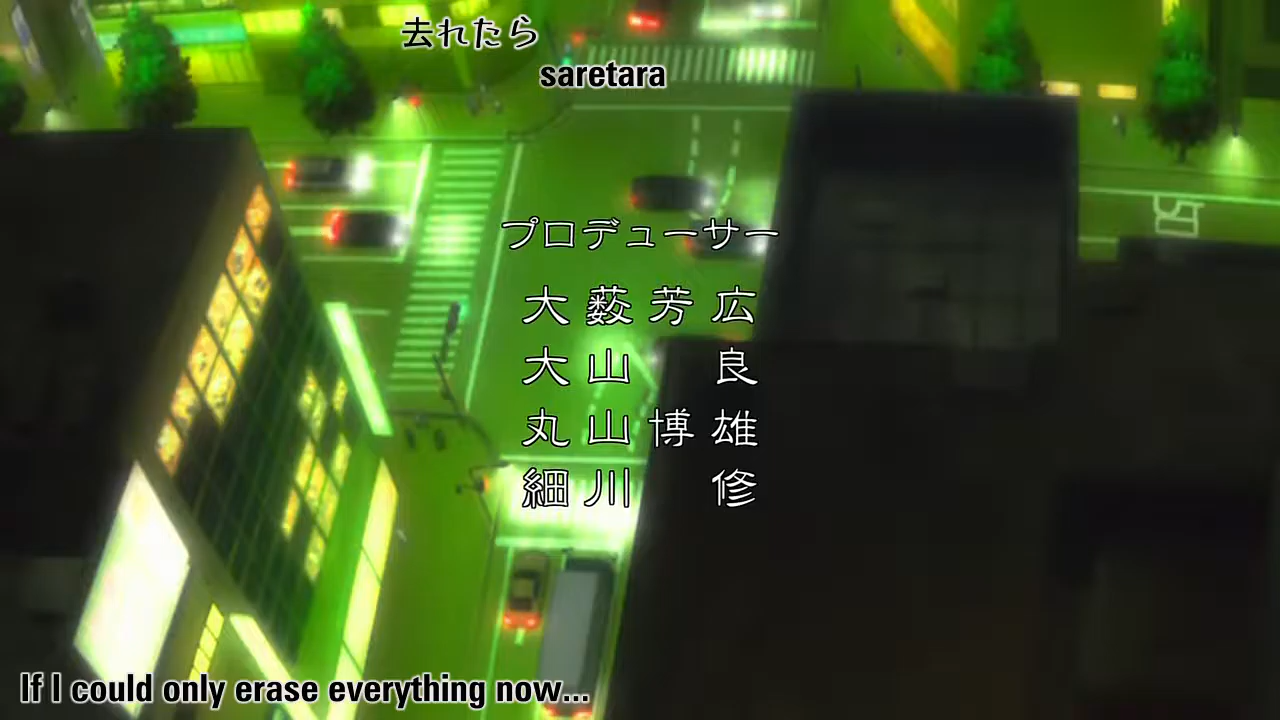 去れたら
saretara
プロデューサー
大薮芳広
大山 良
丸山博雄
細川 修
If I could only erase everything now...